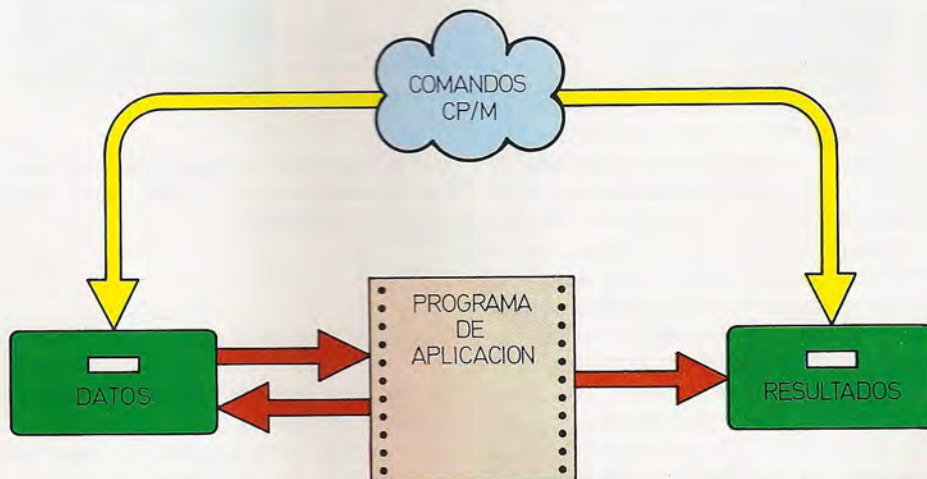 COMANDOS
CP/M
PROGRAMA
DE
APLICACION
DATOS
RESULTADOS